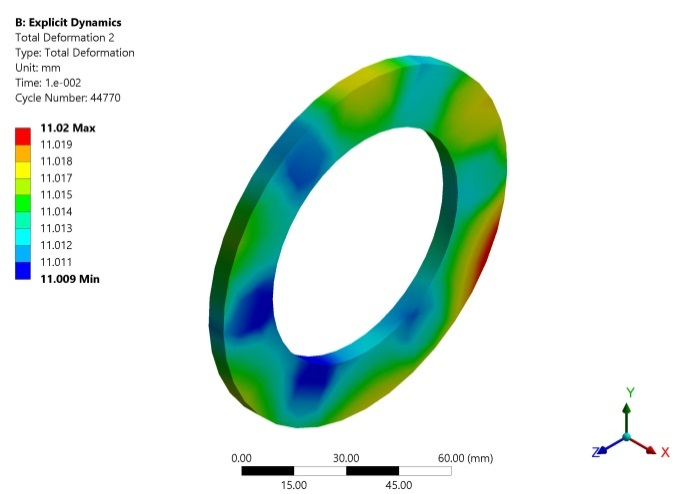 B: Explicit Dynamics
Total Deformation 2
Type: Total Deformation
Unit: mm
Time: 1.e-002
Cycle Number: 44770
11.02 Max
11.019
11.018
11.017
11.015
11.014
11.013
11.012
11.011
11.009 Min
0.00 30.00 60.00 (mm)
15.00 45.00
Y
Z X